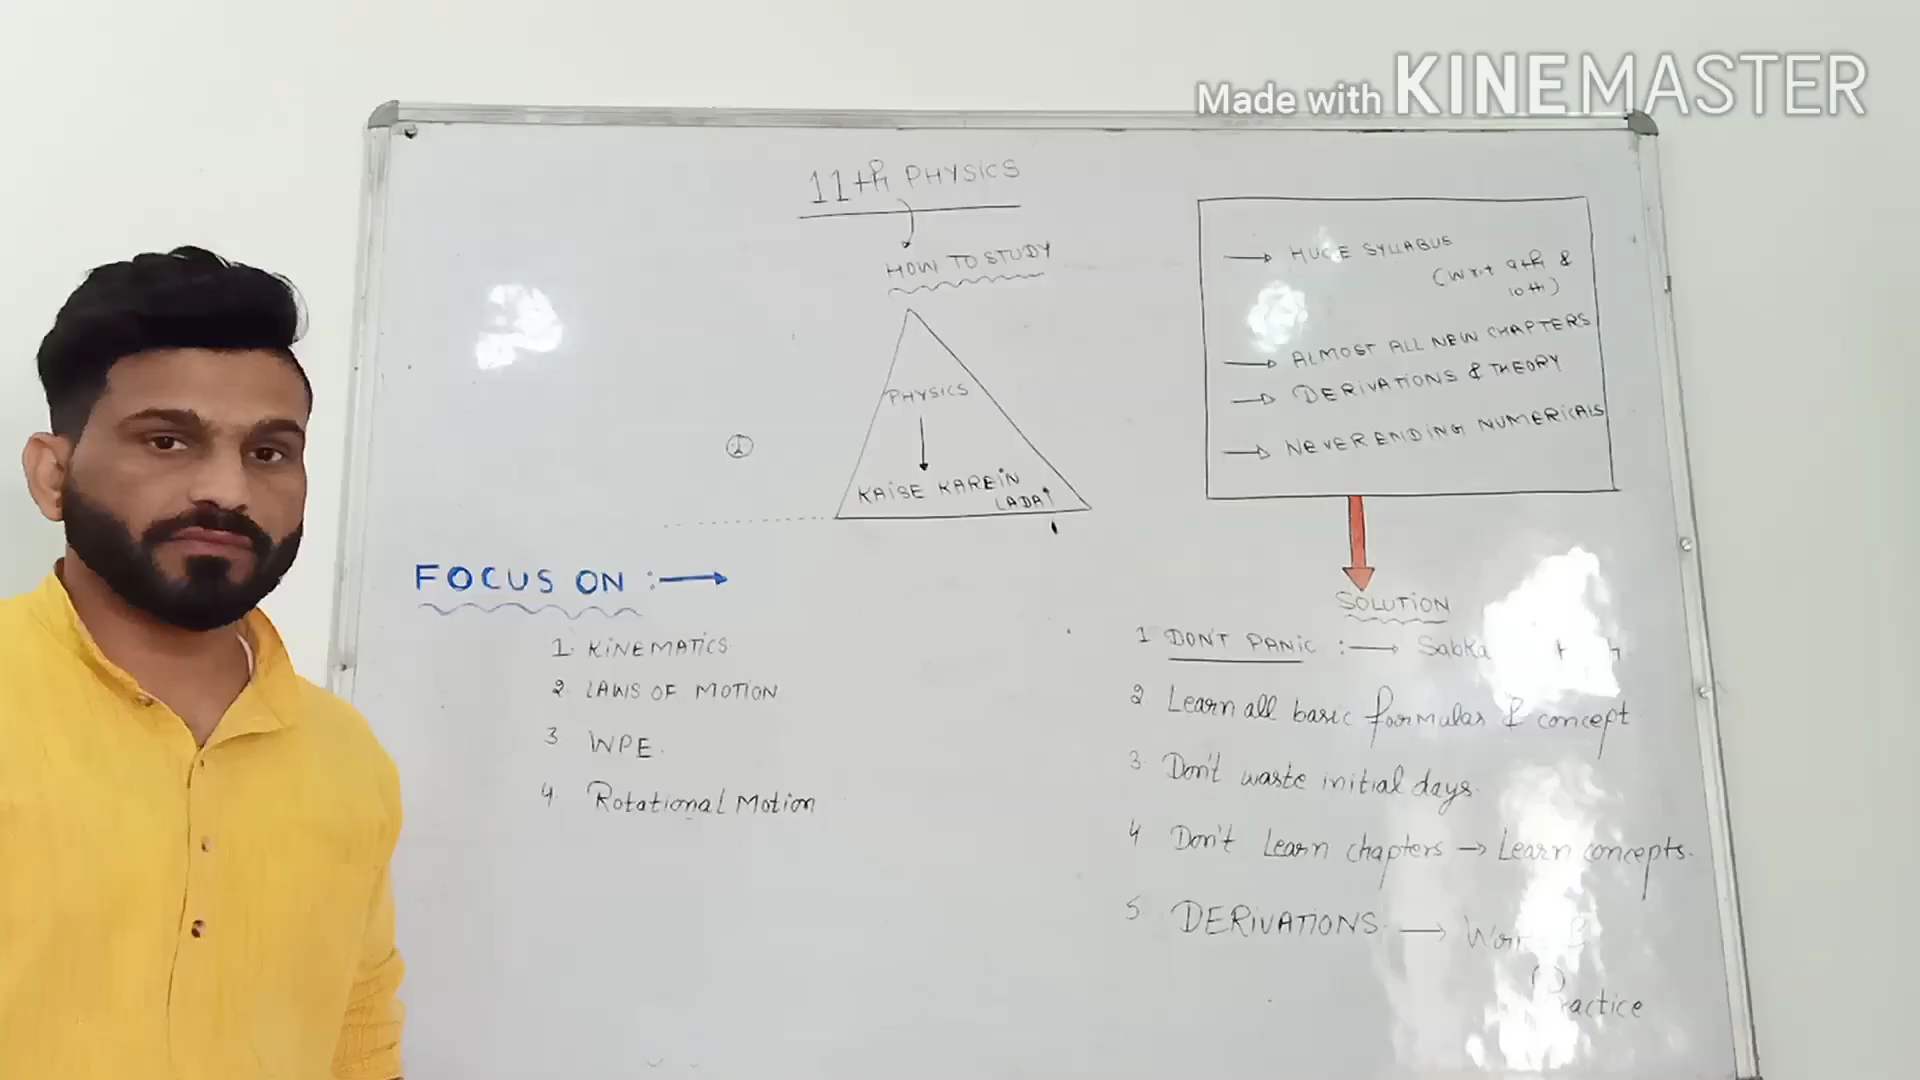 Made with KINEMASTER
11th PHYSICS
HOW TO STUDY
PHYSICS
KAISE KAREIN
LADAI
1
FOCUS ON :→
1. KINEMATICS
2 LAWS OF MOTION
3 WPE.
4. Rotational Motion
→ HUGE SYLLABUS
(w.r.t 9th &
10th)
→ ALMOST ALL NEW CHAPTERS
→ DERIVATIONS & THEORY
→ NEVER ENDING NUMERICALS
SOLUTION
1 DON'T PANIC :→ Sabka
2 Learn all basic formulas & concept
3 Don't waste initial days.
4 Don't Learn chapters → Learn concepts.
5 DERIVATIONS →
Practice